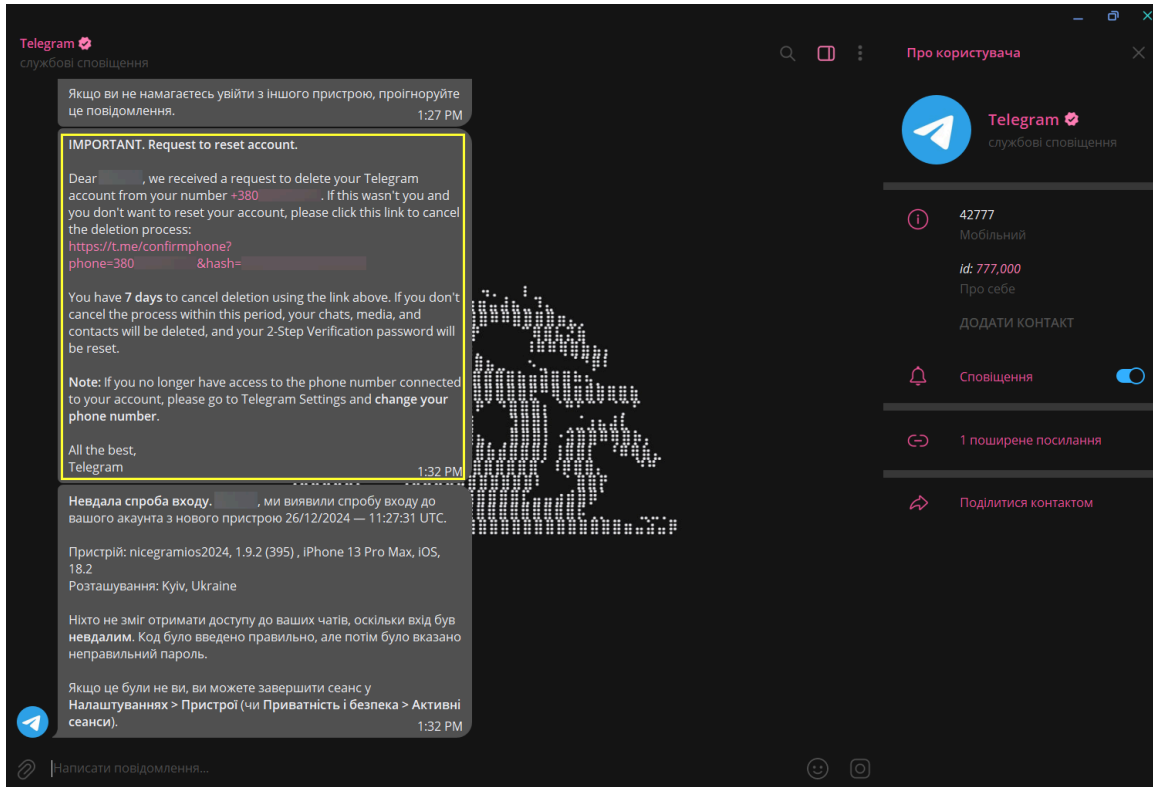 Telegram
службові сповіщення
Якщо ви не намагаєтесь увійти з іншого пристрою, проігноруйте
це повідомлення.
1:27 PM
IMPORTANT. Request to reset account.
Dear , we received a request to delete your Telegram
account from your number +380 . If this wasn't you and
you don't want to reset your account, please click this link to cancel
the deletion process:
https://t.me/confirmphone?
phone=380 &hash=
You have 7 days to cancel deletion using the link above. If you don't
cancel the process within this period, your chats, media, and
contacts will be deleted, and your 2-Step Verification password will
be reset.
Note: If you no longer have access to the phone number connected
to your account, please go to Telegram Settings and change your
phone number.
All the best,
Telegram
1:32 PM
Невдала спроба входу. , ми виявили спробу входу до
вашого акаунта з нового пристрою 26/12/2024 — 11:27:31 UTC.
Пристрій: nicegramios2024, 1.9.2 (395) , iPhone 13 Pro Max, iOS,
18.2
Розташування: Kyiv, Ukraine
Ніхто не зміг отримати доступу до ваших чатів, оскільки вхід був
невдалим. Код було введено правильно, але потім було вказано
неправильний пароль.
Якщо це були не ви, ви можете завершити сеанс у
Налаштуваннях > Пристрої (чи Приватність і безпека > Активні
сеанси).
1:32 PM
Написати повідомлення...
Про користувача
Telegram
службові сповіщення
42777
Мобільний
id: 777,000
Про себе
ДОДАТИ КОНТАКТ
Сповіщення
1 поширене посилання
Поділитися контактом